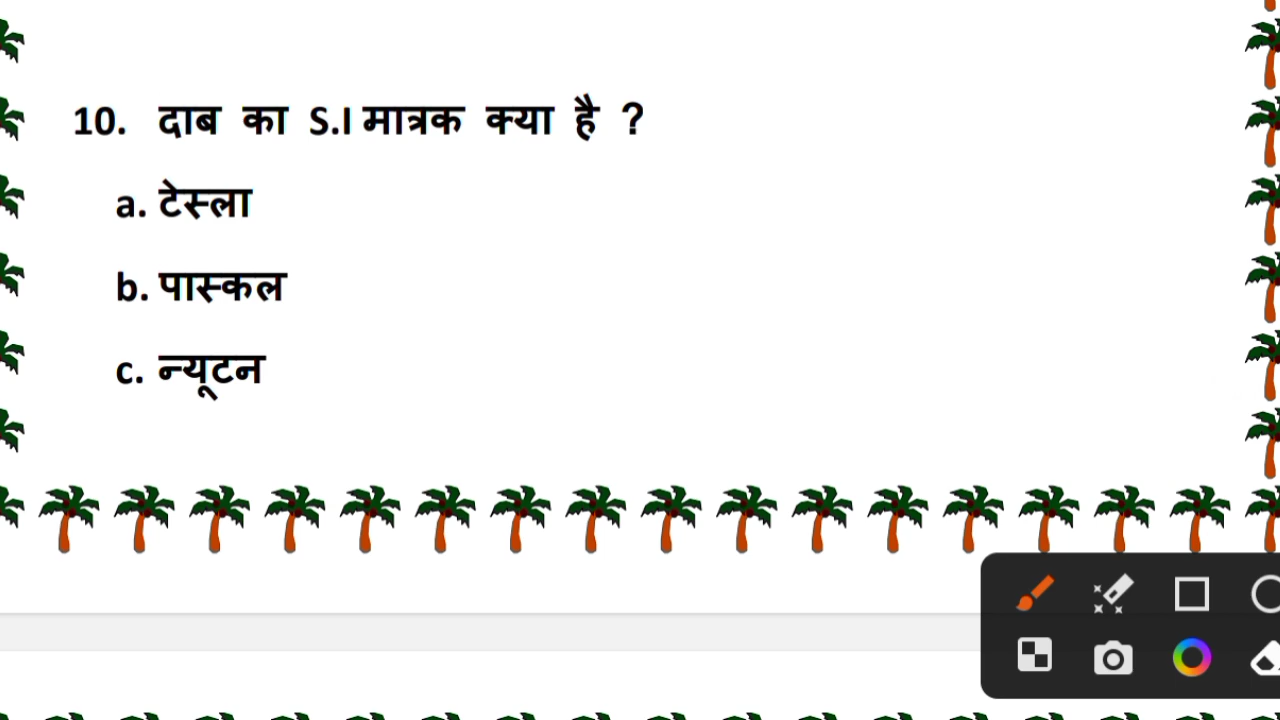 10. दाब का S.I मात्रक क्या है ?
a. टेस्ला
b. पास्कल
c. न्यूटन